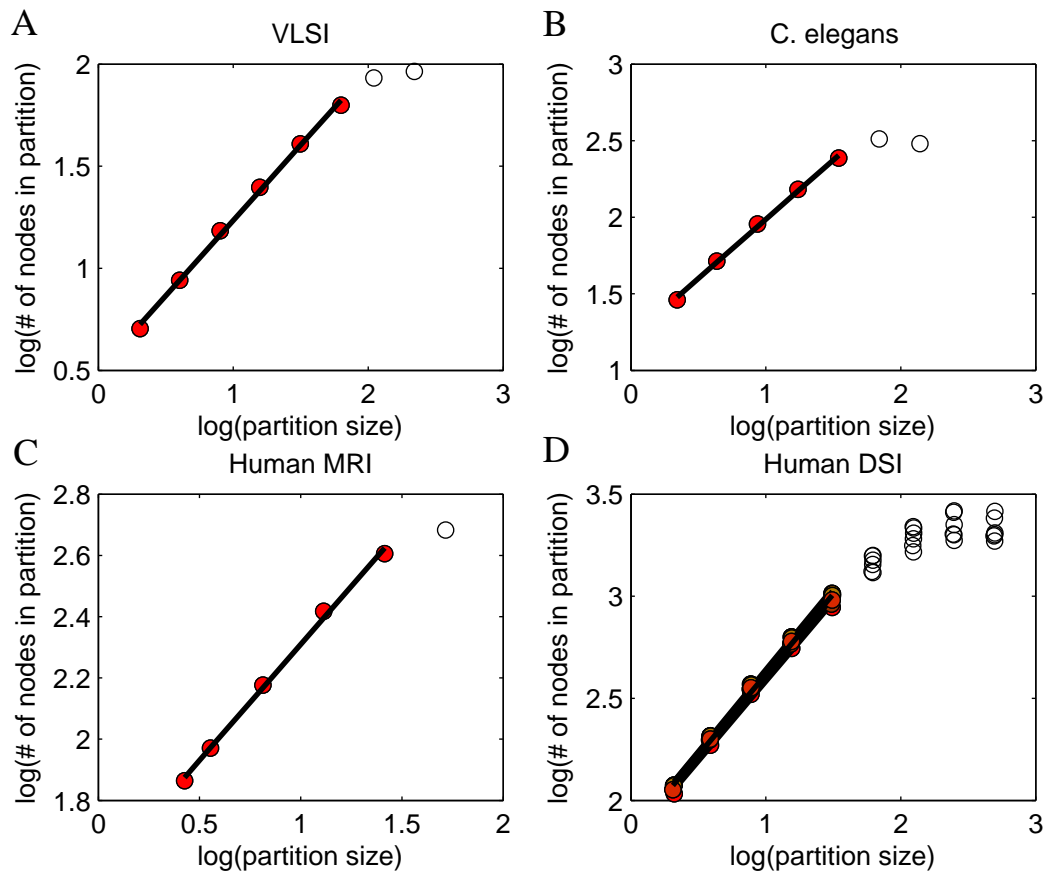 A
VLSI
log(# of nodes in partition)
2
1.5
1
0.5
0
1
2
3
log(partition size)
B
C. elegans
log(# of nodes in partition)
3
2.5
2
1.5
1
0
1
2
3
log(partition size)
C
Human MRI
log(# of nodes in partition)
2.8
2.6
2.4
2.2
2
1.8
0
0.5
1
1.5
2
log(partition size)
D
Human DSI
log(# of nodes in partition)
3.5
3
2.5
2
0
1
2
3
log(partition size)